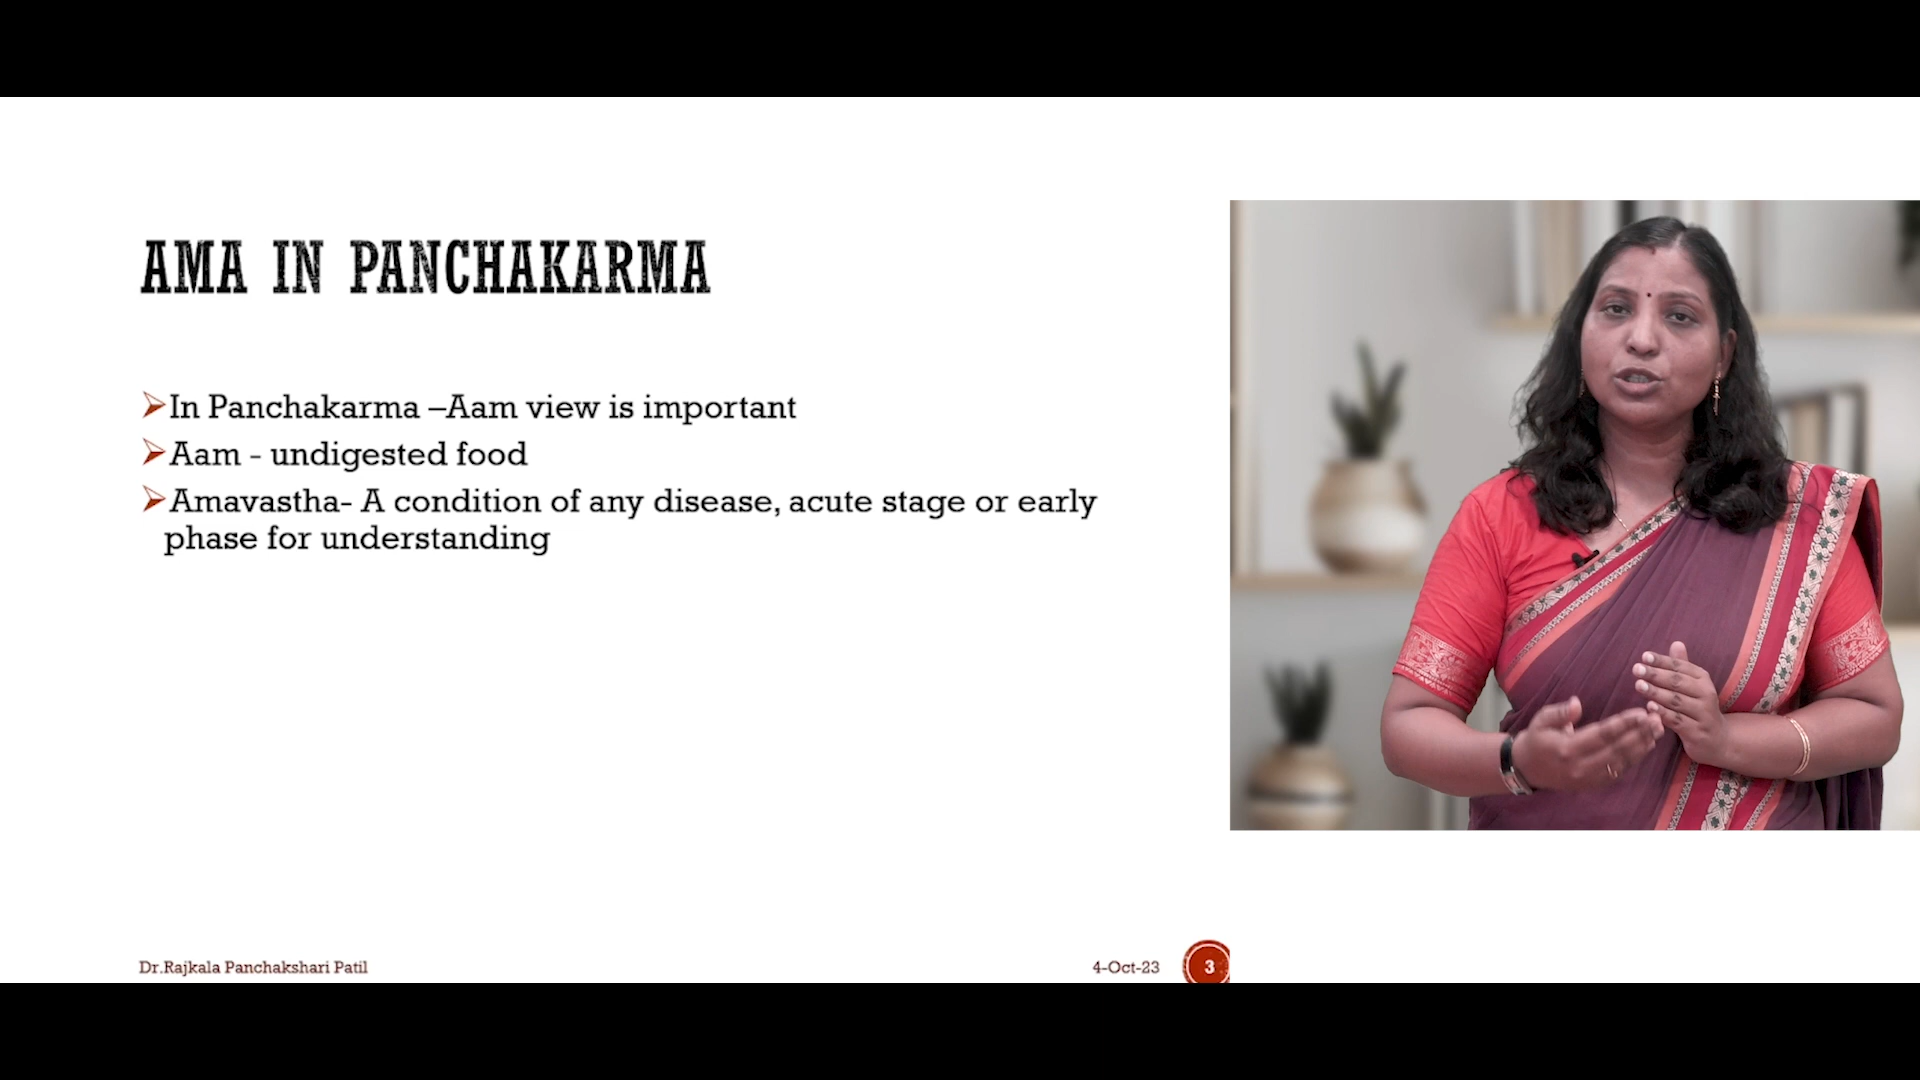 AMA IN PANCHAKARMA
➢In Panchakarma –Aam view is important
➢Aam - undigested food
➢Amavastha- A condition of any disease, acute stage or early
phase for understanding
Dr.Rajkala Panchakshari Patil
4-Oct-23
3